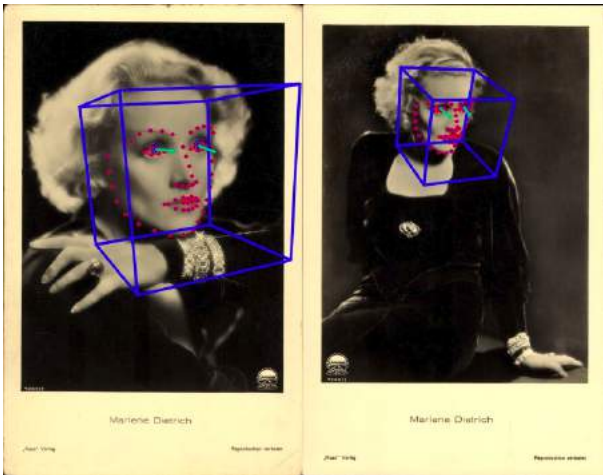 Marlene Dietrich
"Ross" Verlag
Reproduction verboten
Marlene Dietrich
"Ross" Verlag
Reproduction verboten